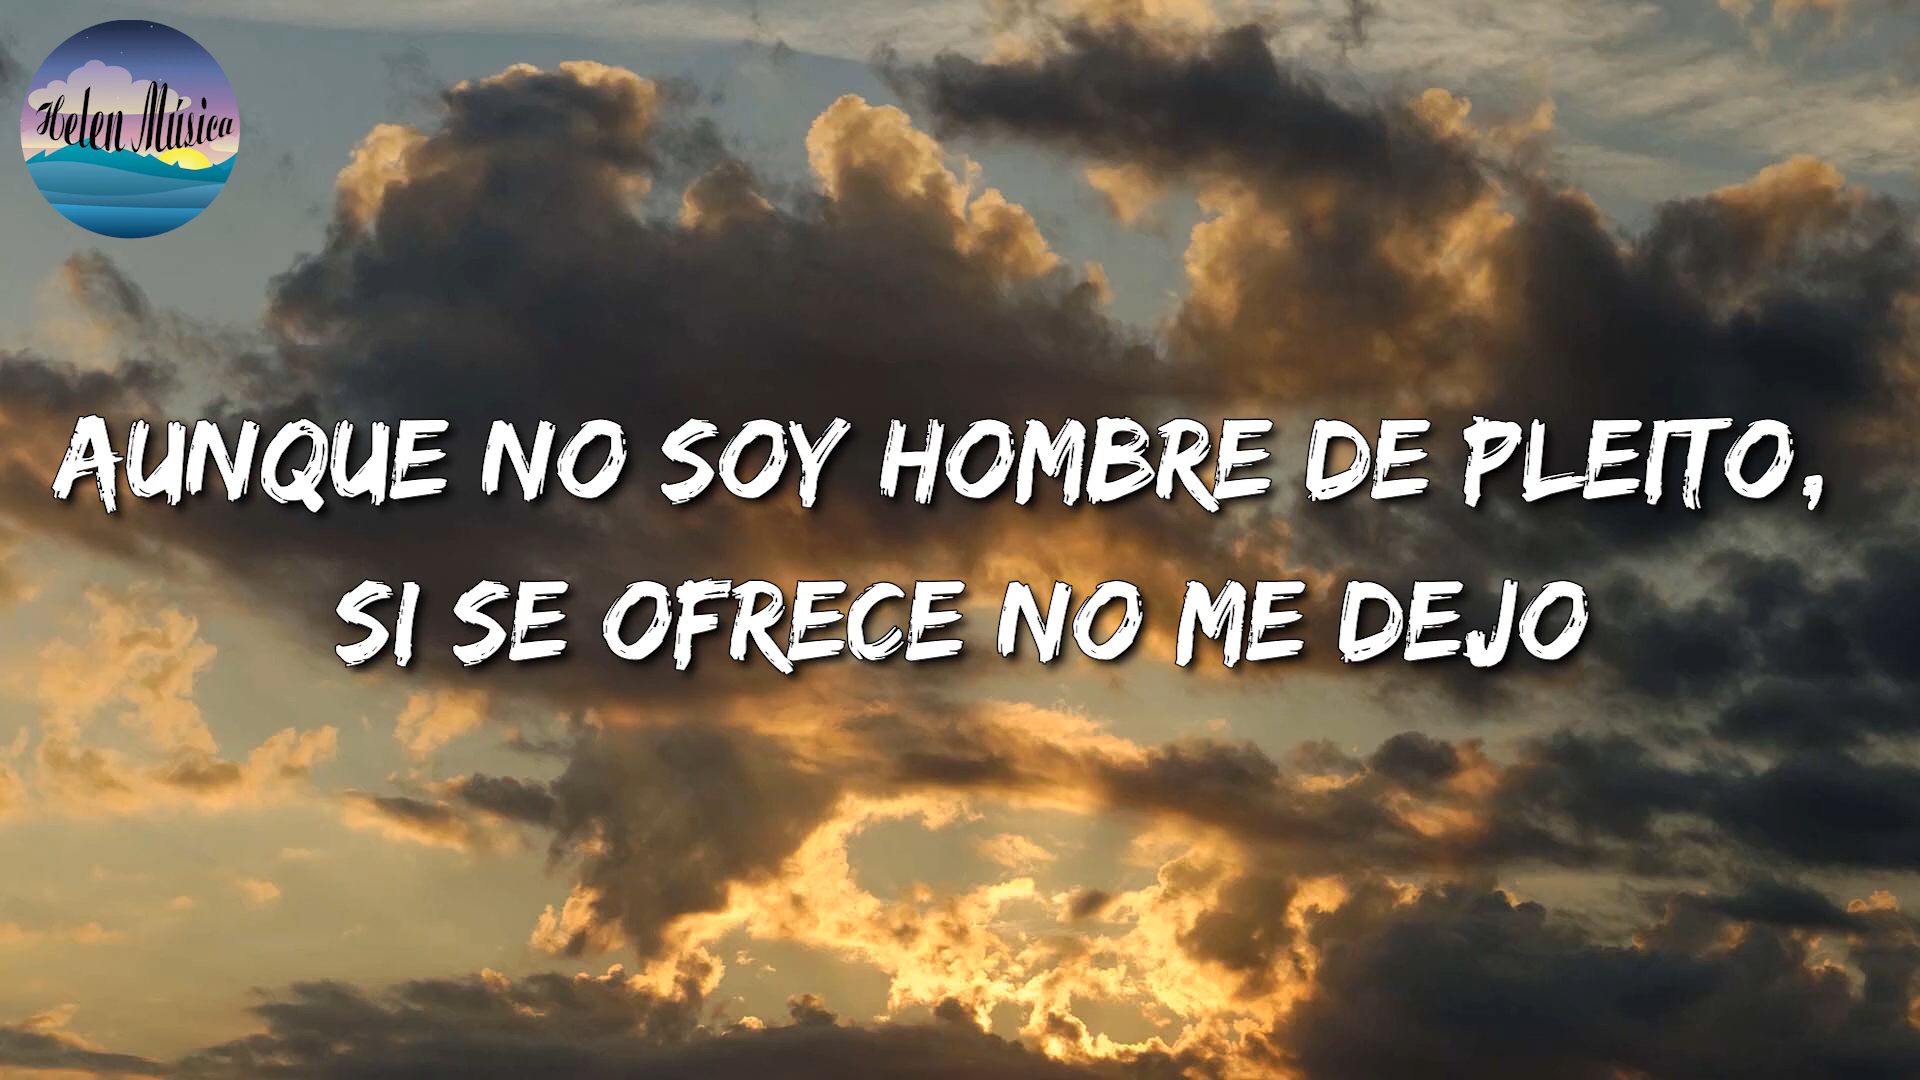 Helen Música
AUNQUE NO SOY HOMBRE DE PLEITO,
SI SE OFRECE NO ME DEJO